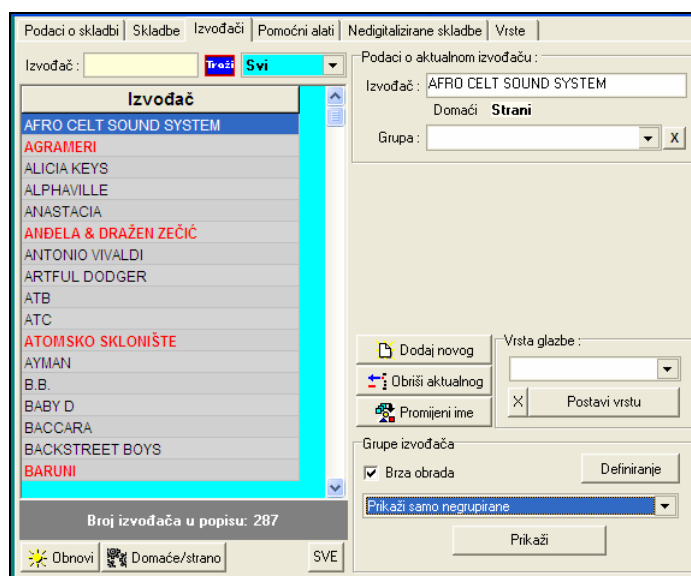 Podaci o skladbi
Skladbe
Izvođači
Pomoćni alati
Nedigitalizirane skladbe
Vrste
Izvođač :
Traži
Svi
Izvođač
AFRO CELT SOUND SYSTEM
AGRAMERI
ALICIA KEYS
ALPHAVILLE
ANASTACIA
ANĐELA & DRAŽEN ZEČIĆ
ANTONIO VIVALDI
ARTFUL DODGER
ATB
ATC
ATOMSKO SKLONIŠTE
AYMAN
B.B.
BABY D
BACCARA
BACKSTREET BOYS
BARUNI
Broj izvođača u popisu: 287
Obnovi
Domaće/strano
SVE
Podaci o aktualnom izvođaču :
Izvođač : AFRO CELT SOUND SYSTEM
Domaći Strani
Grupa :
X
Dodaj novog
Obriši aktualnog
Promijeni ime
Vrsta glazbe :
X
Postavi vrstu
Grupe izvođača
Brza obrada
Definiranje
Prikaži samo negrupirane
Prikaži